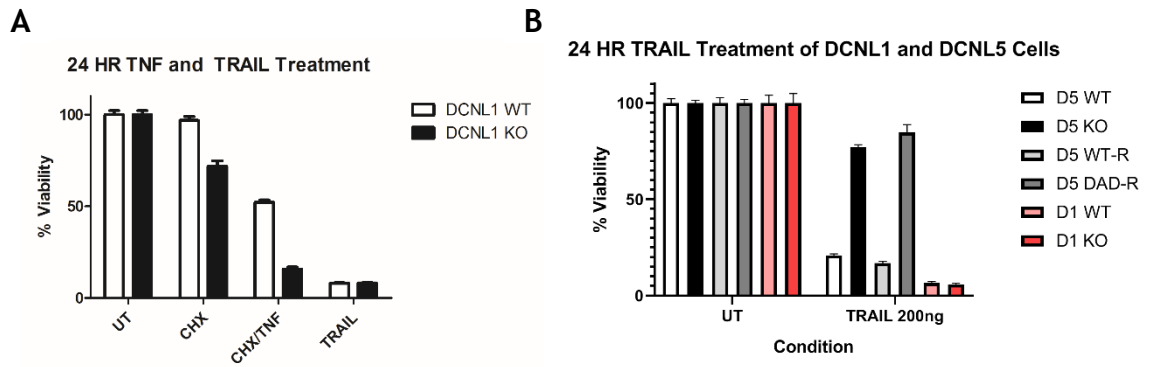 A
24 HR TNF and TRAIL Treatment
% Viability
100
50
0
UT
CHX
CHX/TNF
TRAIL
DCNL1 WT
DCNL1 KO
B
24 HR TRAIL Treatment of DCNL1 and DCNL5 Cells
% Viability
100
50
0
UT
TRAIL 200ng
Condition
D5 WT
D5 KO
D5 WT-R
D5 DAD-R
D1 WT
D1 KO